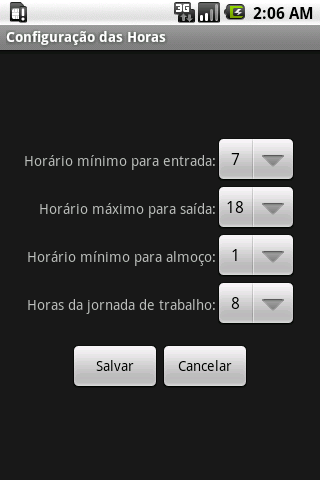 3G 2:06 AM
Configuração das Horas
Horário mínimo para entrada: 7
Horário máximo para saída: 18
Horário mínimo para almoço: 1
Horas da jornada de trabalho: 8
Salvar Cancelar